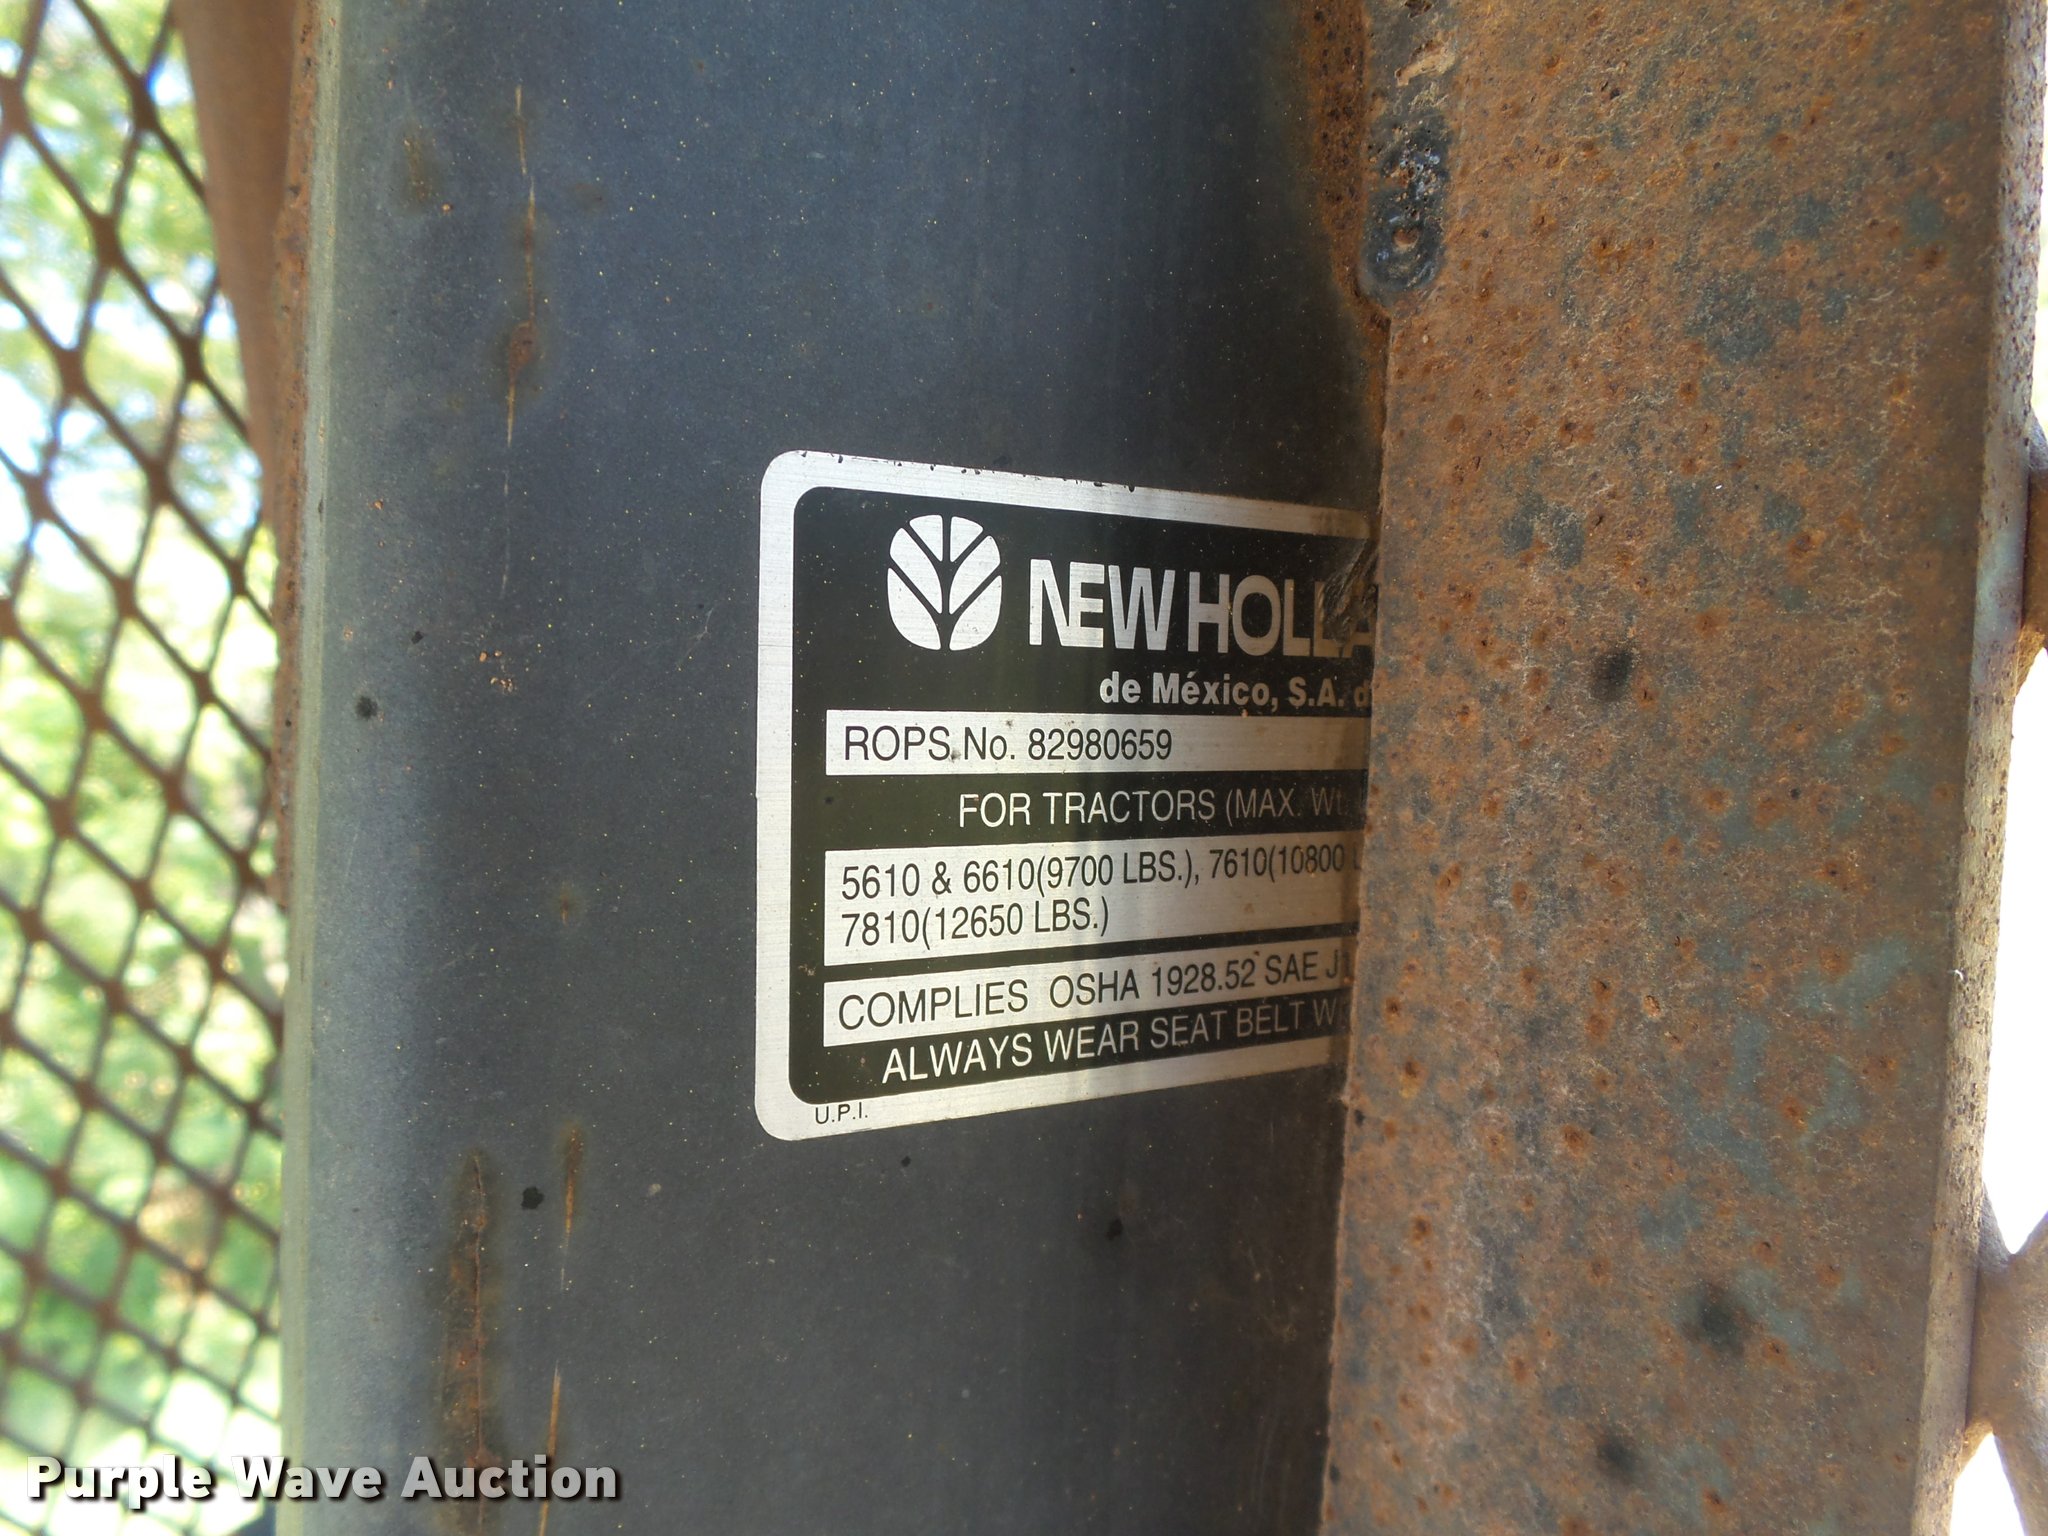 NEW HOLLA
de México, S.A. d
ROPS No. 82980659
FOR TRACTORS (MAX. Wt.
5610 & 6610(9700 LBS.), 7610(10800 L
7810(12650 LBS.)
COMPLIES OSHA 1928.52 SAE J
ALWAYS WEAR SEAT BELT W
U.P.I.
Purple Wave Auction